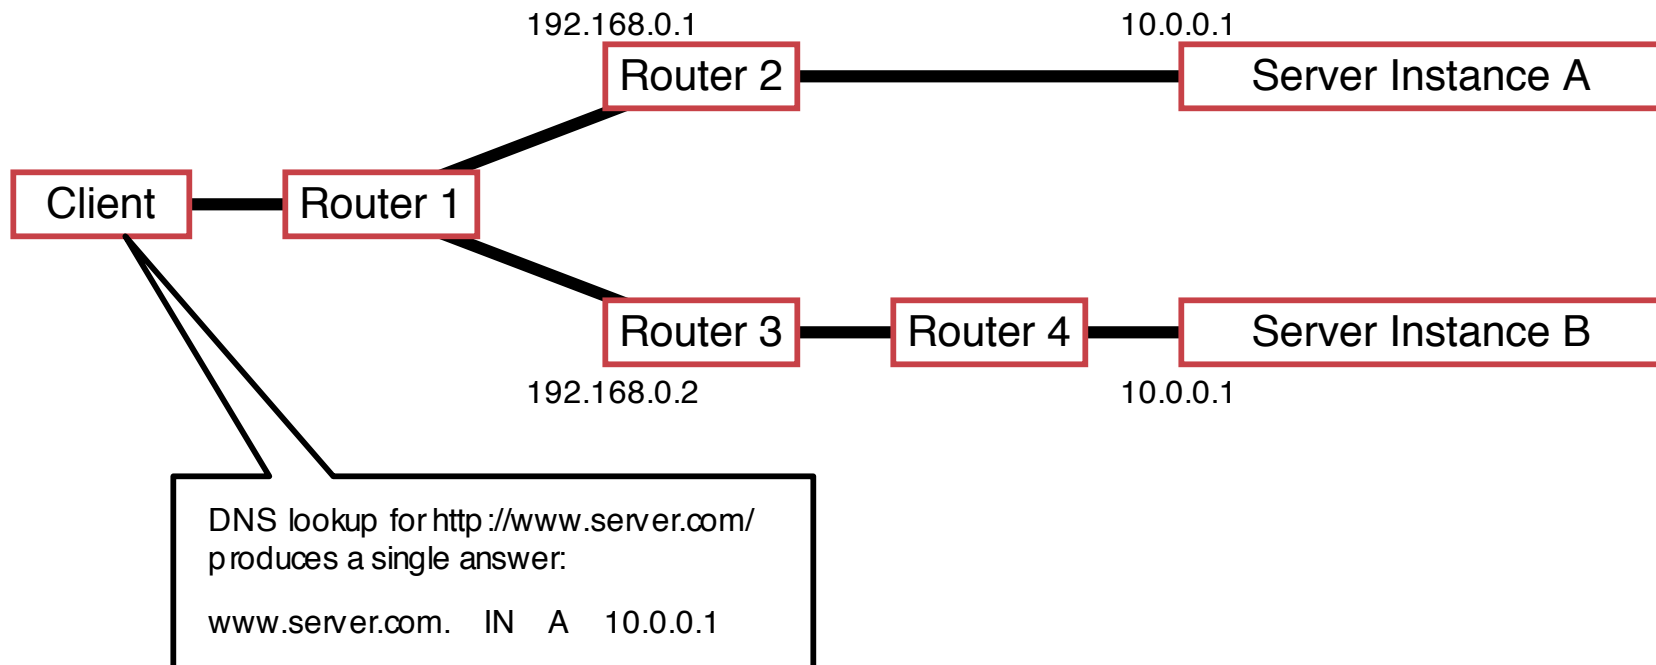 192.168.0.1
10.0.0.1
Router 2
Server Instance A
Client
Router 1
Router 3
Router 4
Server Instance B
192.168.0.2
10.0.0.1
DNS lookup for http://www.server.com/
produces a single answer:
www.server.com. IN A 10.0.0.1